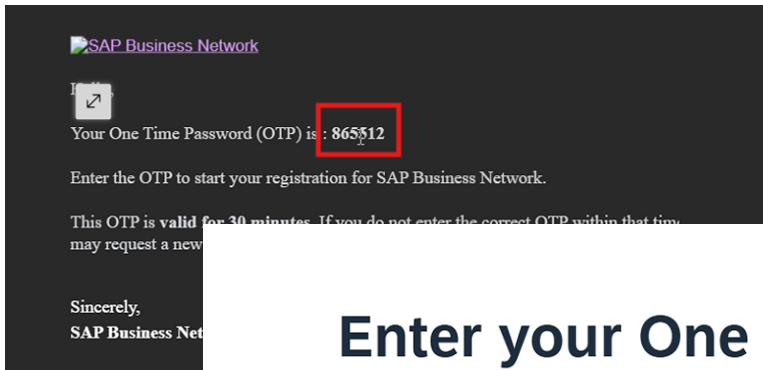 SAP Business Network
Your One Time Password (OTP) is : 865512
Enter the OTP to start your registration for SAP Business Network.
This OTP is valid for 30 minutes. If you do not enter the correct OTP within that
may request a new
Sincerely,
SAP Business
Enter your One